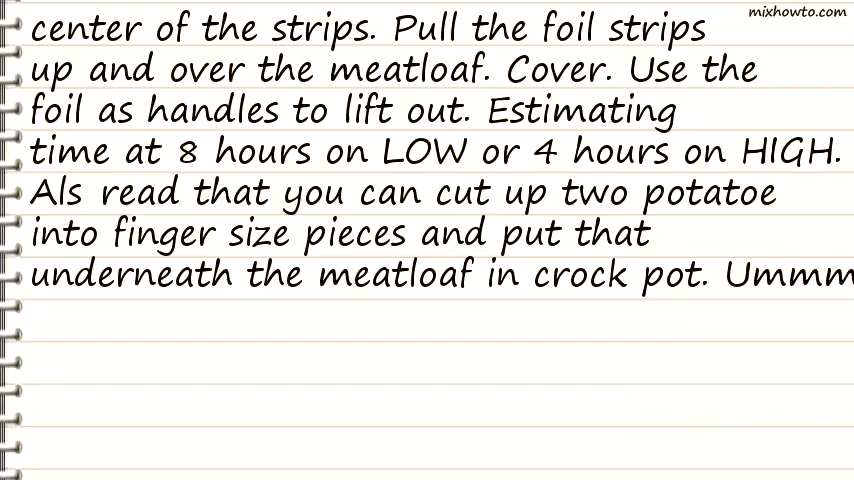 mixhowto.com
center of the strips. Pull the foil strips
up and over the meatloaf. Cover. Use the
foil as handles to lift out. Estimating
time at 8 hours on LOW or 4 hours on HIGH.
Als read that you can cut up two potatoe
into finger size pieces and put that
underneath the meatloaf in crock pot. Ummm